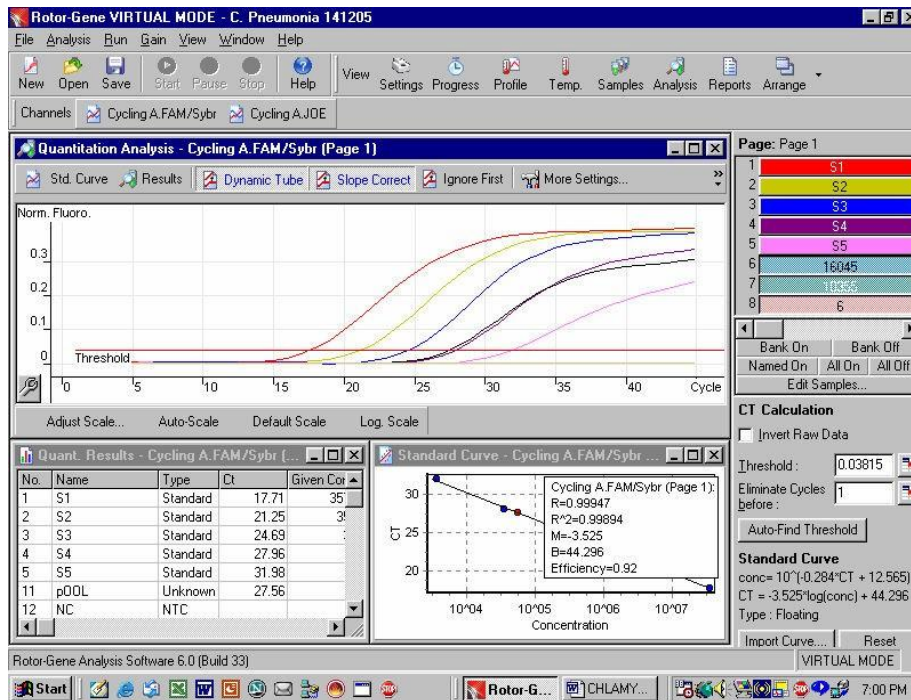 Rotor-Gene VIRTUAL MODE - C. Pneumonia 141205
File Analysis Run Gain View Window Help
New Open Save Start Pause Stop Help View Settings Progress Profile Temp. Samples Analysis Reports Arrange
Channels Cycling A.FAM/Sybr Cycling A.JOE
Quantitation Analysis - Cycling A.FAM/Sybr (Page 1)
Std. Curve Results Dynamic Tube Slope Correct Ignore First More Settings...
Norm. Fluoro.
0.3
0.2
0.1
0
Threshold
0 5 10 15 20 25 30 35 40 Cycle
Adjust Scale... Auto-Scale Default Scale Log. Scale
Page: Page 1
1 S1
2 S2
3 S3
4 S4
5 S5
6 16045
7 10355
8 6
Bank On Bank Off
Named On All On All Off
Edit Samples...
CT Calculation
Invert Raw Data
Threshold : 0.03815
Eliminate Cycles before : 1
Auto-Find Threshold
Standard Curve
conc= 10^(-0.284*CT + 12.565)
CT = -3.525*log(conc) + 44.296
Type : Floating
Import Curve.... Reset
Quant. Results - Cycling A.FAM/Sybr (...
No. Name Type Ct Given Cor
1 S1 Standard 17.71 35
2 S2 Standard 21.25 35
3 S3 Standard 24.69
4 S4 Standard 27.96
5 S5 Standard 31.98
11 pOOL Unknown 27.56
12 NC NTC
Standard Curve - Cycling A.FAM/Sybr ...
CT
30
25
20
Cycling A.FAM/Sybr (Page 1):
R=0.99947
R^2=0.99894
M=-3.525
B=44.296
Efficiency=0.92
10^04 10^05 10^06 10^07
Concentration
Rotor-Gene Analysis Software 6.0 (Build 33) VIRTUAL MODE
Start Rotor-G... CHLAMY... 7:00 PM